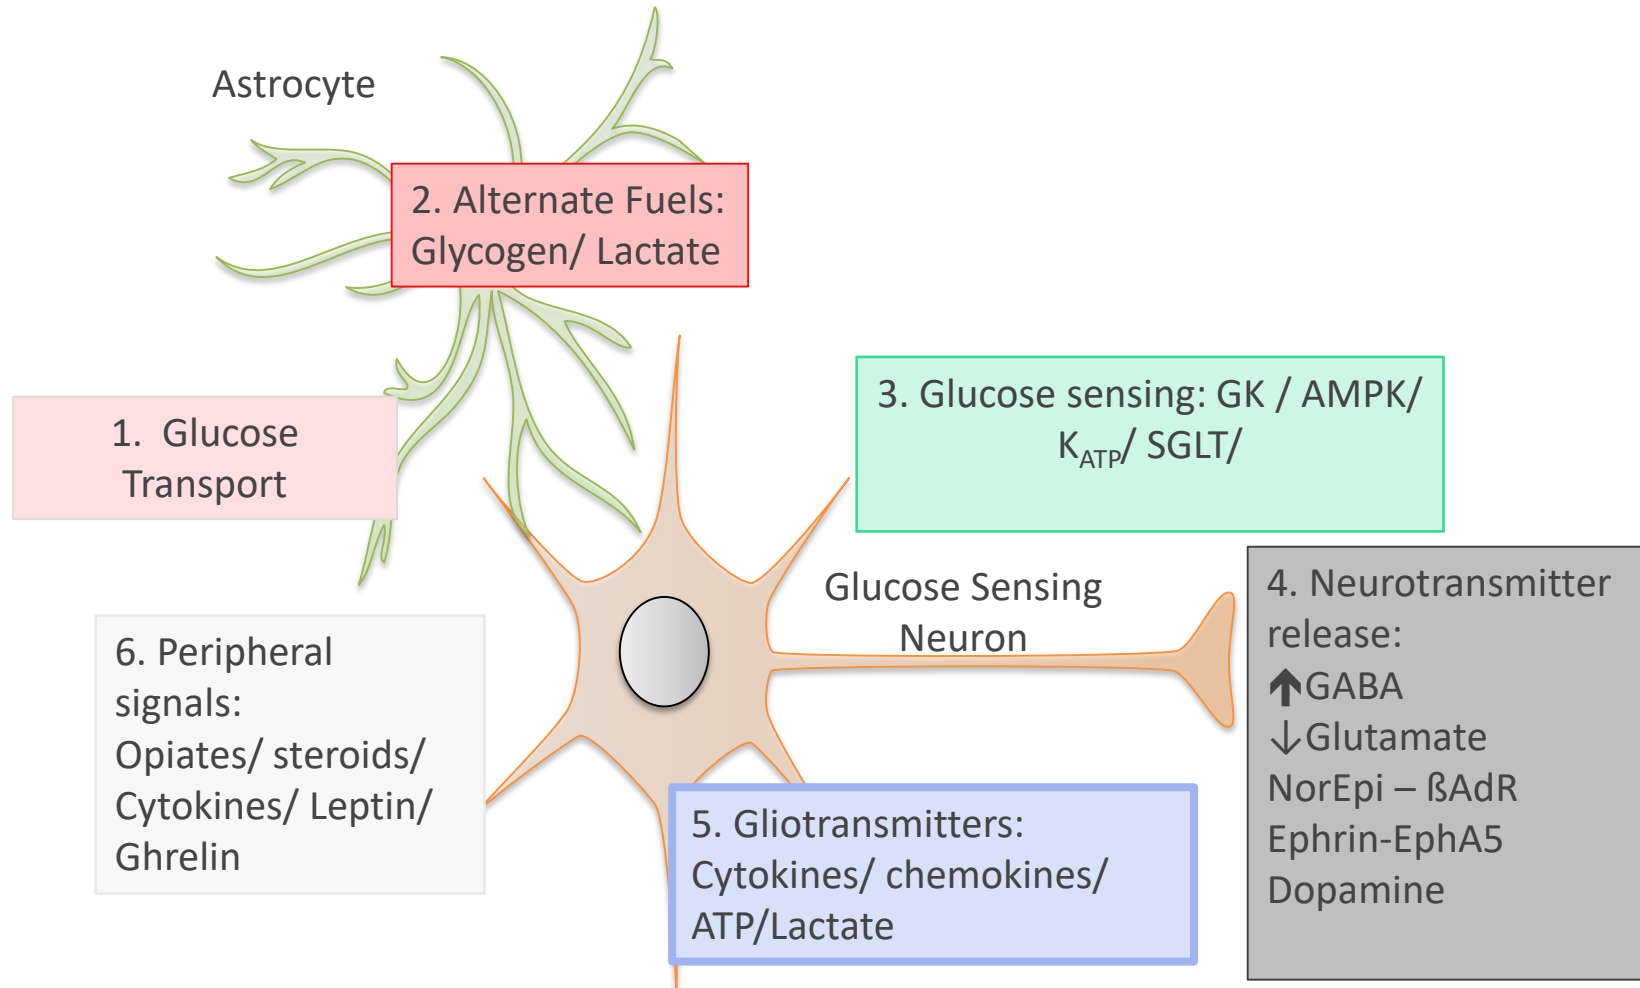 Astrocyte
2. Alternate Fuels:
Glycogen/ Lactate
1.  Glucose
Transport
3. Glucose sensing: GK / AMPK/
K_ATP/ SGLT/
Glucose Sensing
Neuron
4. Neurotransmitter
release:
🡅GABA
↓Glutamate
NorEpi – ßAdR
Ephrin-EphA5
Dopamine
6. Peripheral
signals:
Opiates/ steroids/
Cytokines/ Leptin/
Ghrelin
5. Gliotransmitters:
Cytokines/ chemokines/
ATP/Lactate